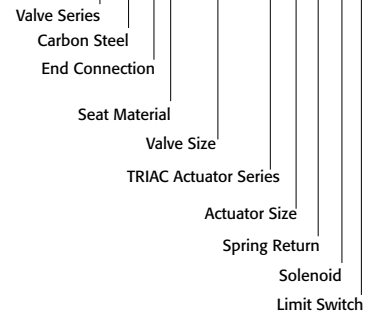 Valve Series
Carbon Steel
End Connection
Seat Material
Valve Size
TRIAC Actuator Series
Actuator Size
Spring Return
Solenoid
Limit Switch